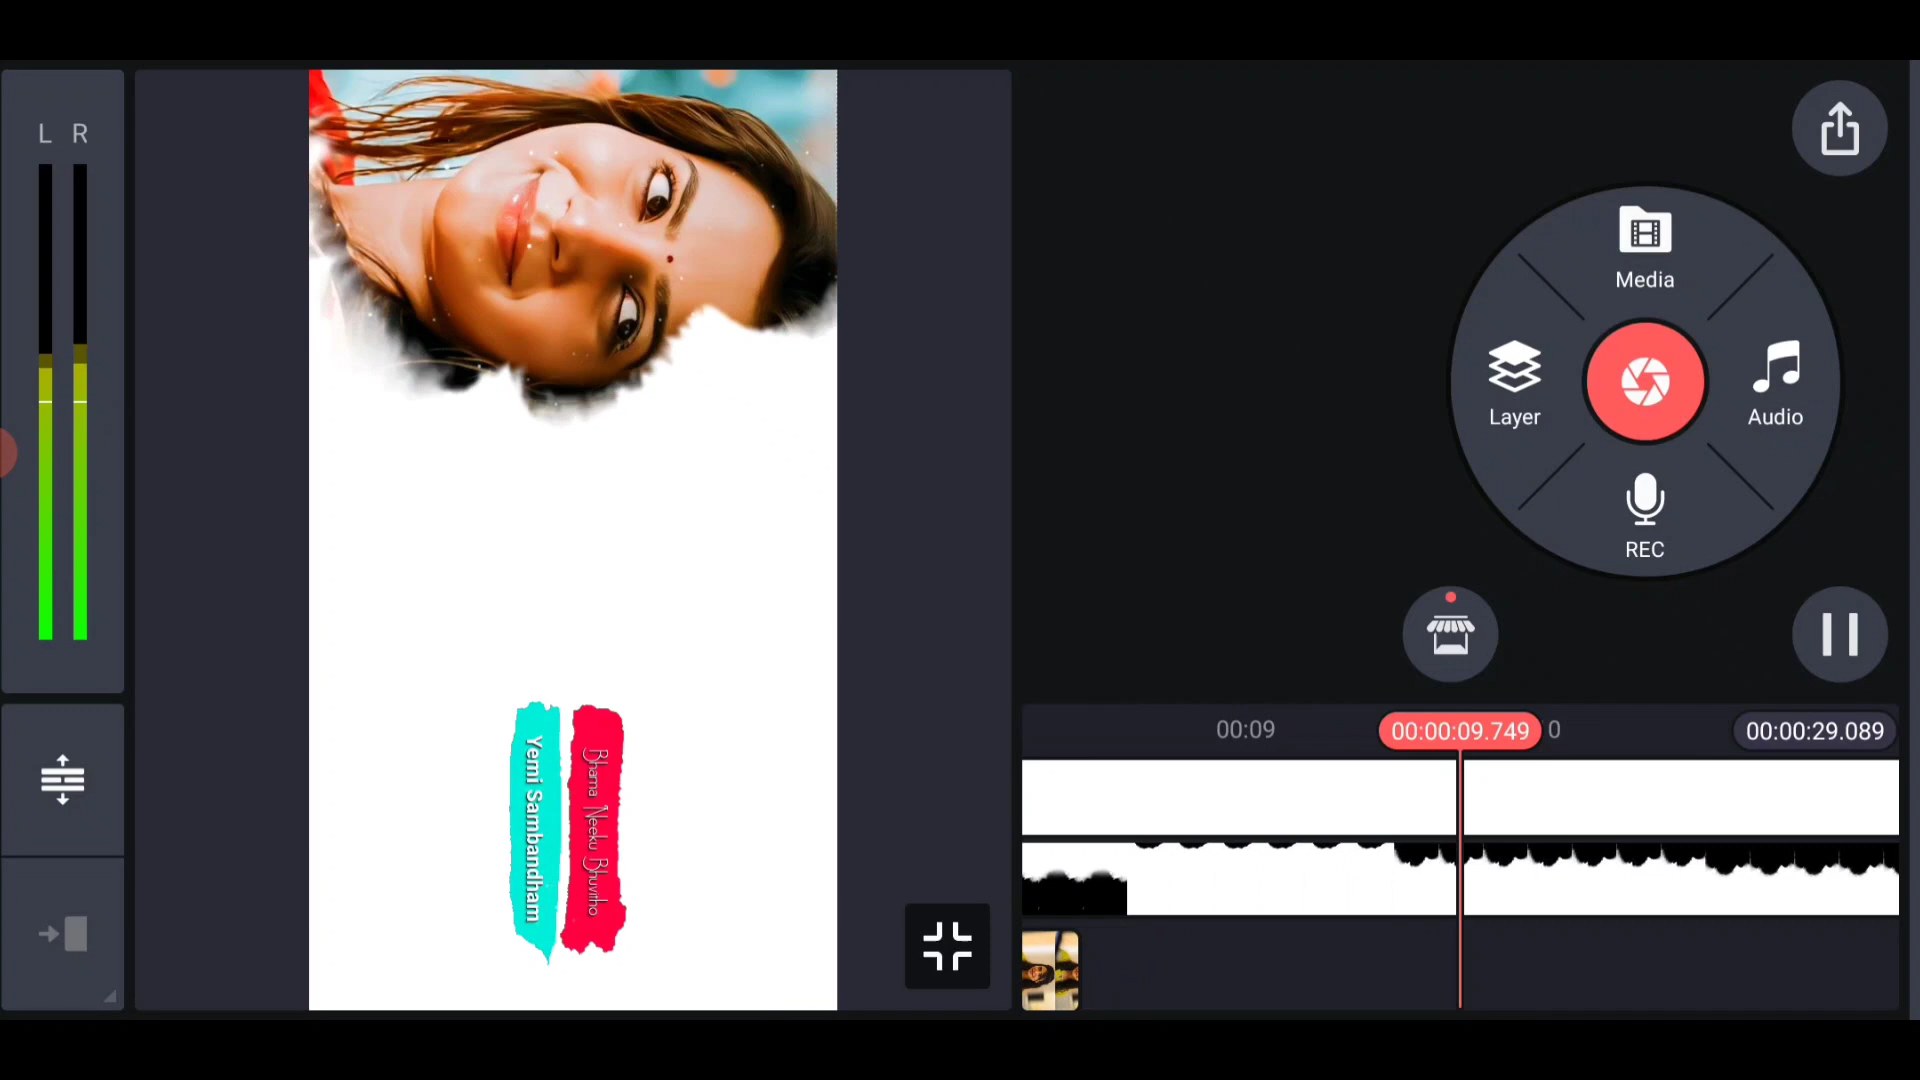 L R
Media
Layer
Audio
REC
00:09
00:00:09.749
0
00:00:29.089
Bhama Neeku Bhuvitho
Yemi Sambandham